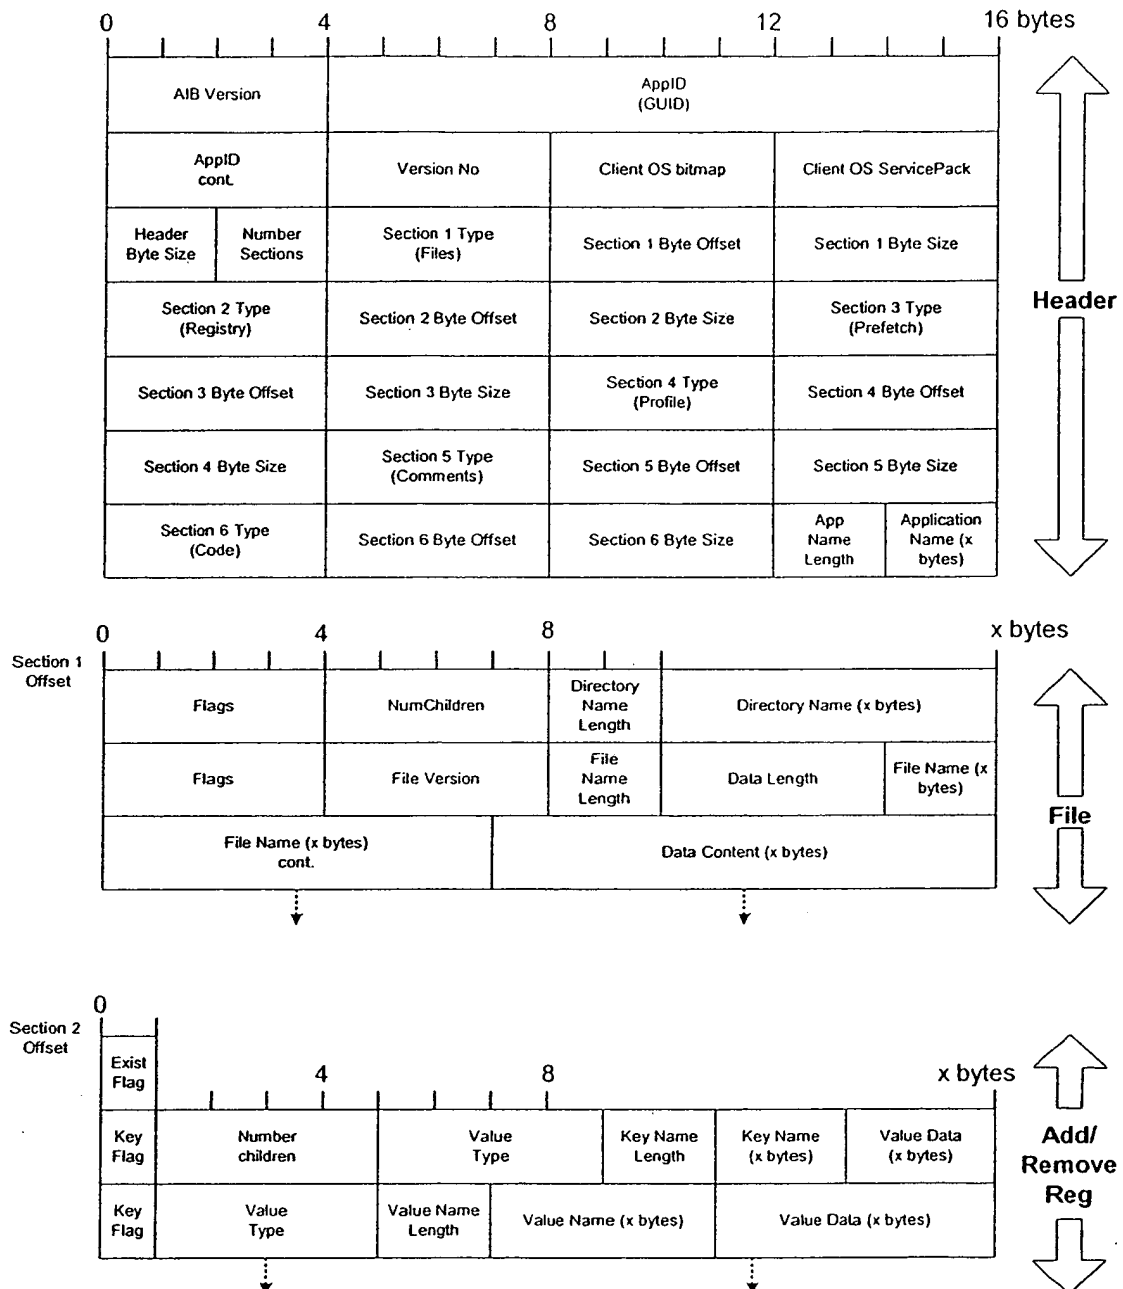 0 4 8 12 16 bytes
AIB Version
AppID
(GUID)
AppID
cont.
Version No
Client OS bitmap
Client OS ServicePack
Header
Byte Size
Number
Sections
Section 1 Type
(Files)
Section 1 Byte Offset
Section 1 Byte Size
Section 2 Type
(Registry)
Section 2 Byte Offset
Section 2 Byte Size
Section 3 Type
(Prefetch)
Header
Section 3 Byte Offset
Section 3 Byte Size
Section 4 Type
(Profile)
Section 4 Byte Offset
Section 4 Byte Size
Section 5 Type
(Comments)
Section 5 Byte Offset
Section 5 Byte Size
Section 6 Type
(Code)
Section 6 Byte Offset
Section 6 Byte Size
App
Name
Length
Application
Name (x
bytes)
0 4 8 x bytes
Section 1
Offset
Flags
NumChildren
Directory
Name
Length
Directory Name (x bytes)
Flags
File Version
File
Name
Length
Data Length
File Name (x
bytes)
File
File Name (x bytes)
cont.
Data Content (x bytes)
0
Section 2
Offset
Exist
Flag
4 8 x bytes
Key
Flag
Number
children
Value
Type
Key Name
Length
Key Name
(x bytes)
Value Data
(x bytes)
Add/
Remove
Reg
Key
Flag
Value
Type
Value Name
Length
Value Name (x bytes)
Value Data (x bytes)